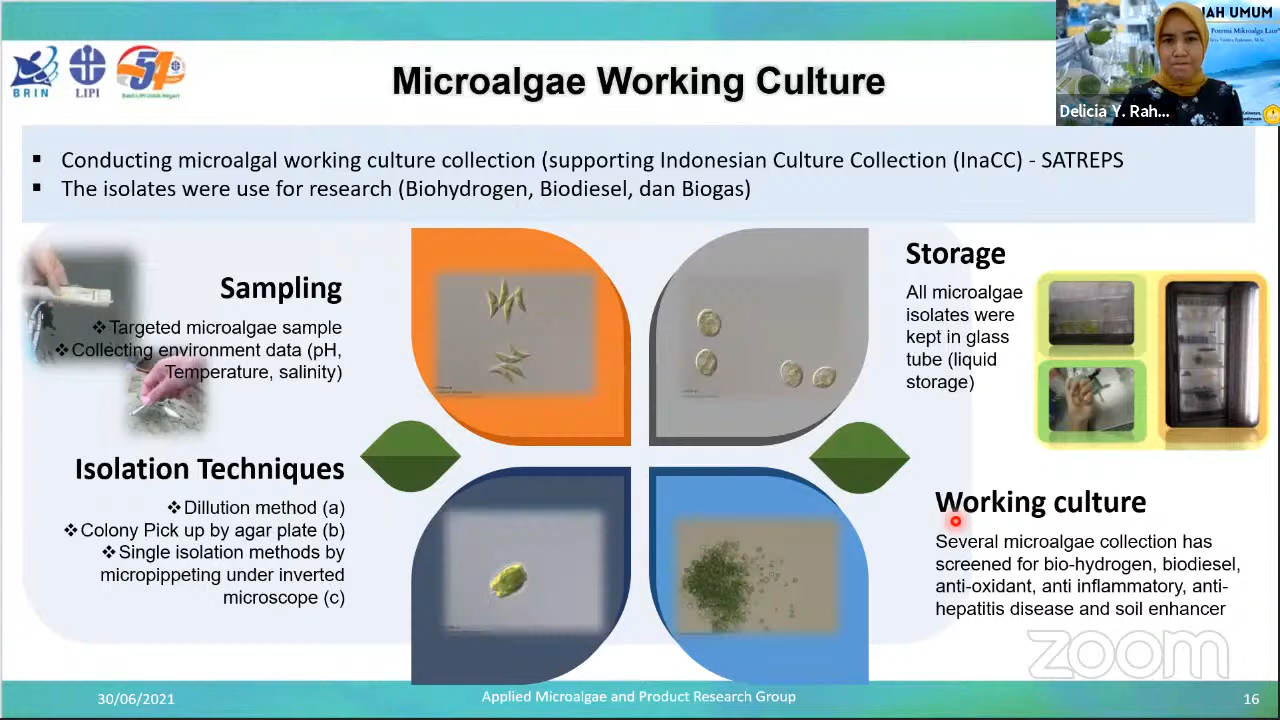 BRIN
LIPI
Microalgae Working Culture
IAH UMUM
Potensi Mikroalga Laut
Delicia Y. Rah...
▪ Conducting microalgal working culture collection (supporting Indonesian Culture Collection (InaCC) - SATREPS
▪ The isolates were use for research (Biohydrogen, Biodiesel, dan Biogas)
Sampling
❖Targeted microalgae sample
❖Collecting environment data (pH,
Temperature, salinity)
Isolation Techniques
❖Dillution method (a)
❖Colony Pick up by agar plate (b)
❖Single isolation methods by
micropippeting under inverted
microscope (c)
Storage
All microalgae
isolates were
kept in glass
tube (liquid
storage)
Working culture
Several microalgae collection has
screened for bio-hydrogen, biodiesel,
anti-oxidant, anti inflammatory, anti-
hepatitis disease and soil enhancer
zoom
30/06/2021
Applied Microalgae and Product Research Group
16